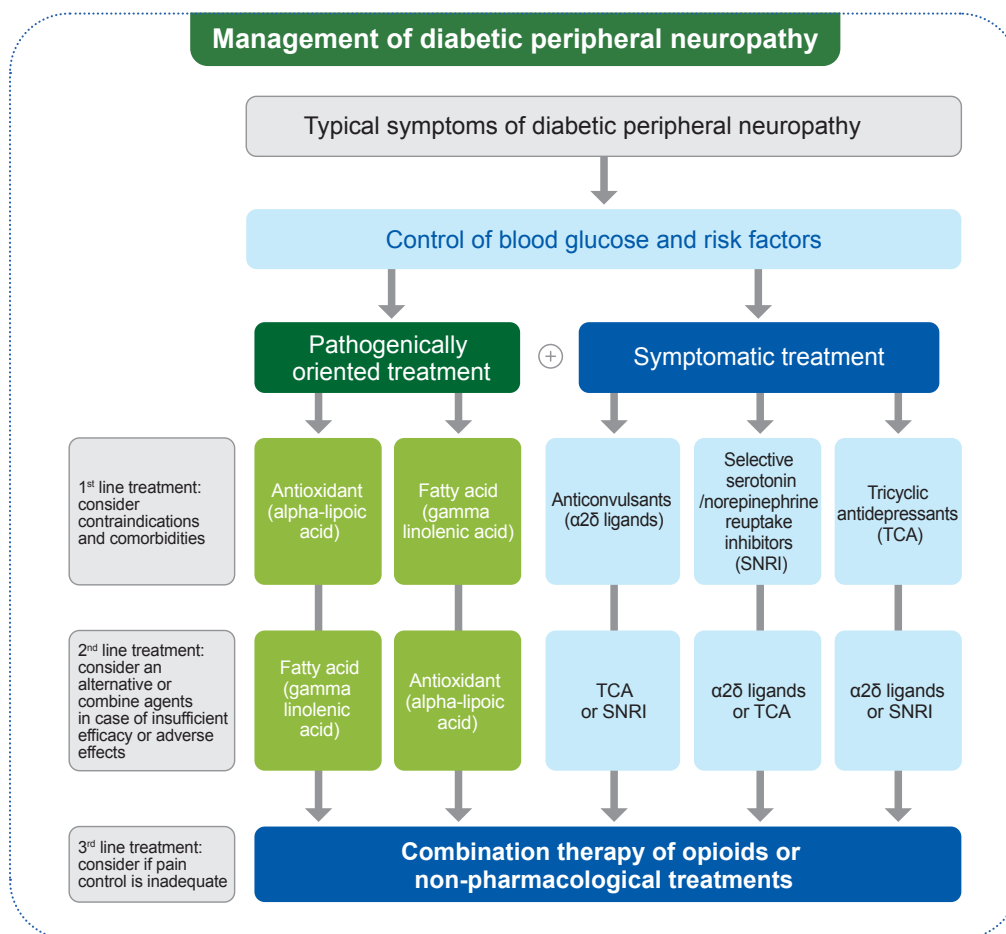 Management of diabetic peripheral neuropathy
Typical symptoms of diabetic peripheral neuropathy
Control of blood glucose and risk factors
Pathogenically
oriented treatment
+
Symptomatic treatment
1st line treatment:
consider
contraindications
and comorbidities
Antioxidant
(alpha-lipoic
acid)
Fatty acid
(gamma
linolenic acid)
Anticonvulsants
(α2δ ligands)
Selective
serotonin
/norepinephrine
reuptake
inhibitors
(SNRI)
Tricyclic
antidepressants
(TCA)
2nd line treatment:
consider an
alternative or
combine agents
in case of insufficient
efficacy or adverse
effects
Fatty acid
(gamma
linolenic
acid)
Antioxidant
(alpha-lipoic
acid)
TCA
or SNRI
α2δ ligands
or TCA
α2δ ligands
or SNRI
3rd line treatment:
consider if pain
control is inadequate
Combination therapy of opioids or
non-pharmacological treatments